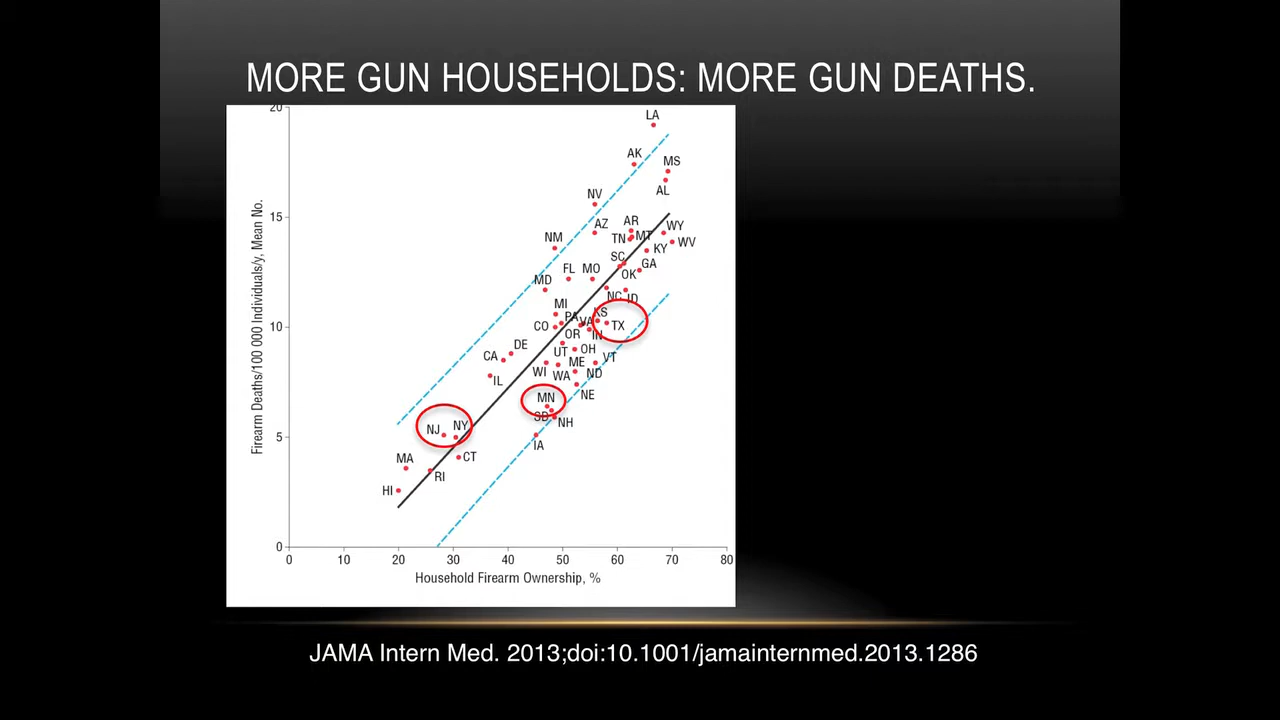 MORE GUN HOUSEHOLDS: MORE GUN DEATHS.
20
LA
AK
MS
AL
NV
15
AZ
AR
WY
NM
TN
MT
WV
KY
SC
GA
FL
MO
OK
MD
NC
ID
MI
PA
KS
10
CO
VA
TX
OR
IN
DE
UT
OH
CA
ME
VT
WI
WA
ND
IL
NE
MN
SD
NH
NJ
NY
5
IA
MA
CT
RI
HI
0
0 10 20 30 40 50 60 70 80
Household Firearm Ownership, %
Firearm Deaths/100 000 Individuals/y, Mean No.
JAMA Intern Med. 2013;doi:10.1001/jamainternmed.2013.1286